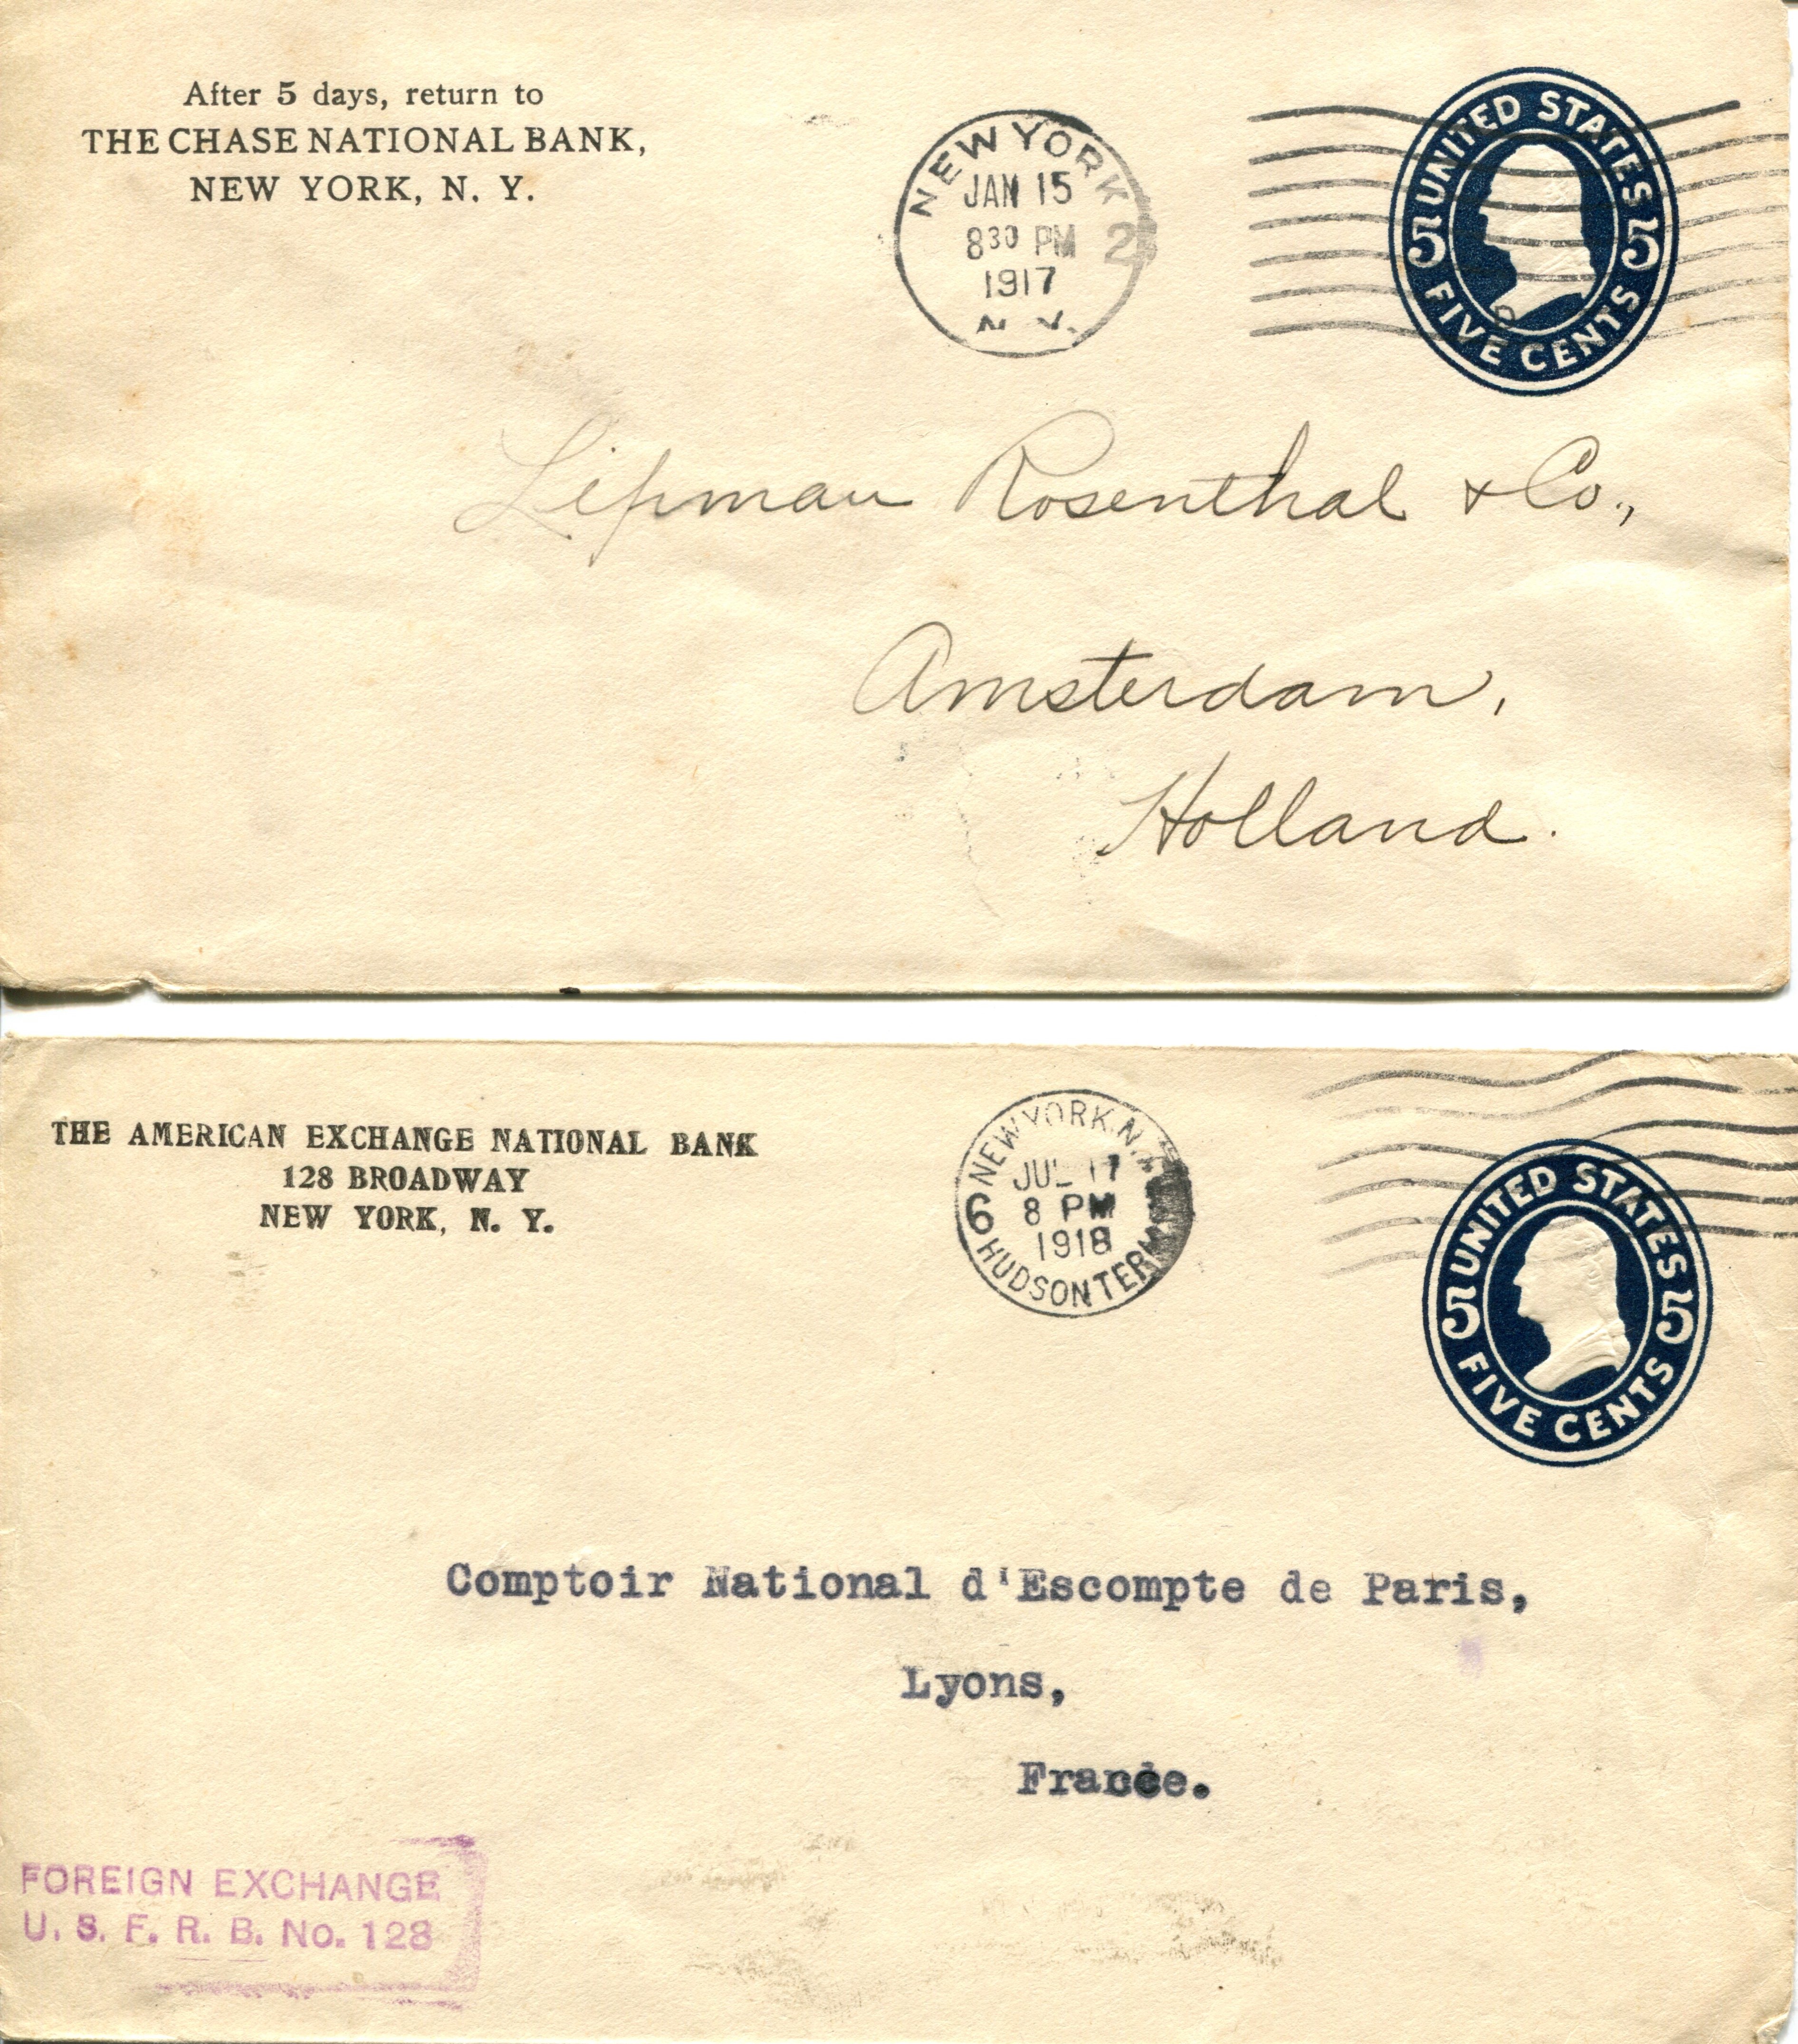 After 5 days, return to
THE CHASE NATIONAL BANK,
NEW YORK, N. Y.
NEW YORK
JAN 15
8 30 PM
1917
N. Y.
UNITED STATES
5 5
FIVE CENTS
Lipman Rosenthal & Co.,
Amsterdam,
Holland.
THE AMERICAN EXCHANGE NATIONAL BANK
128 BROADWAY
NEW YORK, N. Y.
NEW YORK, N.Y.
JUL 17
8 PM
1918
6
HUDSON TERM
UNITED STATES
5 5
FIVE CENTS
Comptoir National d'Escompte de Paris,
Lyons,
France.
FOREIGN EXCHANGE
U. S. F. R. B. No. 128